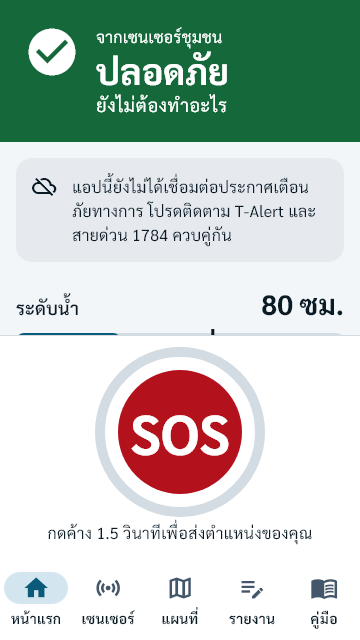 จากเซนเซอร์ชุมชน
ปลอดภัย
ยังไม่ต้องทำอะไร
แอปนี้ยังไม่ได้เชื่อมต่อประกาศเตือน
ภัยทางการ โปรดติดตาม T-Alert และ
สายด่วน 1784 ควบคู่กัน
ระดับน้ำ 80 ซม.
SOS
กดค้าง 1.5 วินาทีเพื่อส่งตำแหน่งของคุณ
หน้าแรก เซนเซอร์ แผนที่ รายงาน คู่มือ